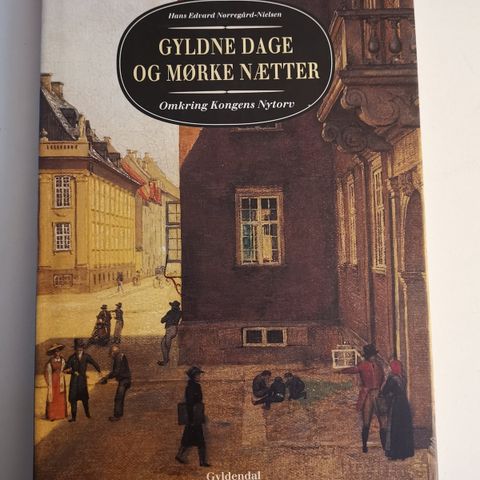 Hans Edvard Nørregård-Nielsen
GYLDNE DAGE
OG MØRKE NÆTTER
Omkring Kongens Nytorv
Gyldendal